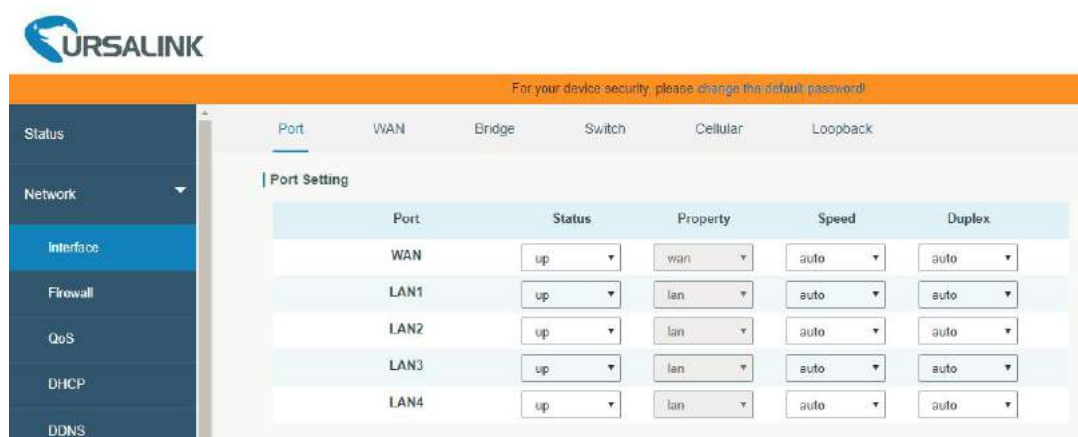 URSALINK
For your device security, please change the default password!
Status
Network
Interface
Firewall
QoS
DHCP
DDNS
Port WAN Bridge Switch Cellular Loopback
Port Setting
Port Status Property Speed Duplex
WAN up wan auto auto
LAN1 up lan auto auto
LAN2 up lan auto auto
LAN3 up lan auto auto
LAN4 up lan auto auto